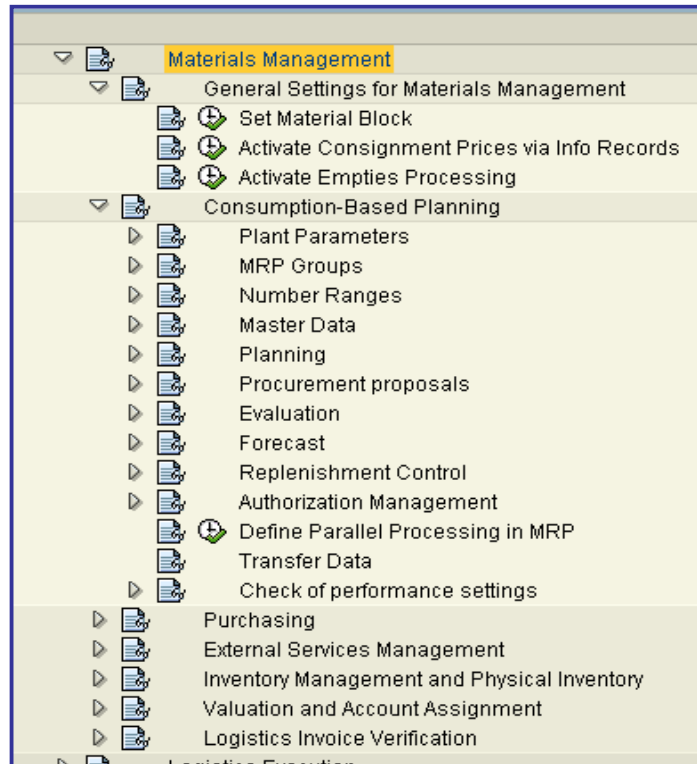 Materials Management
General Settings for Materials Management
Set Material Block
Activate Consignment Prices via Info Records
Activate Empties Processing
Consumption-Based Planning
Plant Parameters
MRP Groups
Number Ranges
Master Data
Planning
Procurement proposals
Evaluation
Forecast
Replenishment Control
Authorization Management
Define Parallel Processing in MRP
Transfer Data
Check of performance settings
Purchasing
External Services Management
Inventory Management and Physical Inventory
Valuation and Account Assignment
Logistics Invoice Verification
Logistics Execution